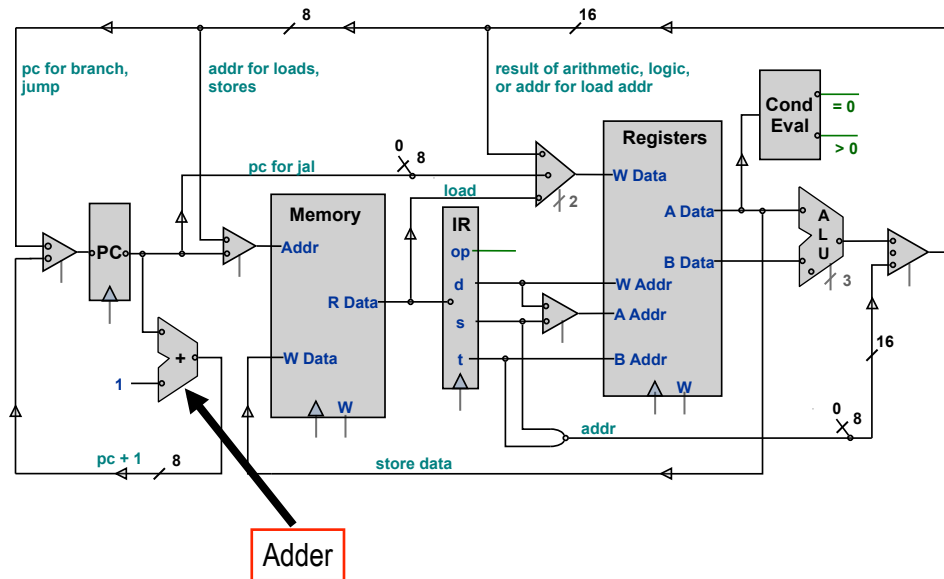 8
16
pc for branch,
jump
addr for loads,
stores
result of arithmetic, logic,
or addr for load addr
Cond
Eval
= 0
> 0
Registers
0
8
pc for jal
W Data
load
2
Memory
IR
A Data
A
L
U
PC
Addr
op
B Data
3
R Data
d
W Addr
A Addr
s
W Data
t
B Addr
16
+
1
W
W
0
8
addr
pc + 1
8
store data
Adder